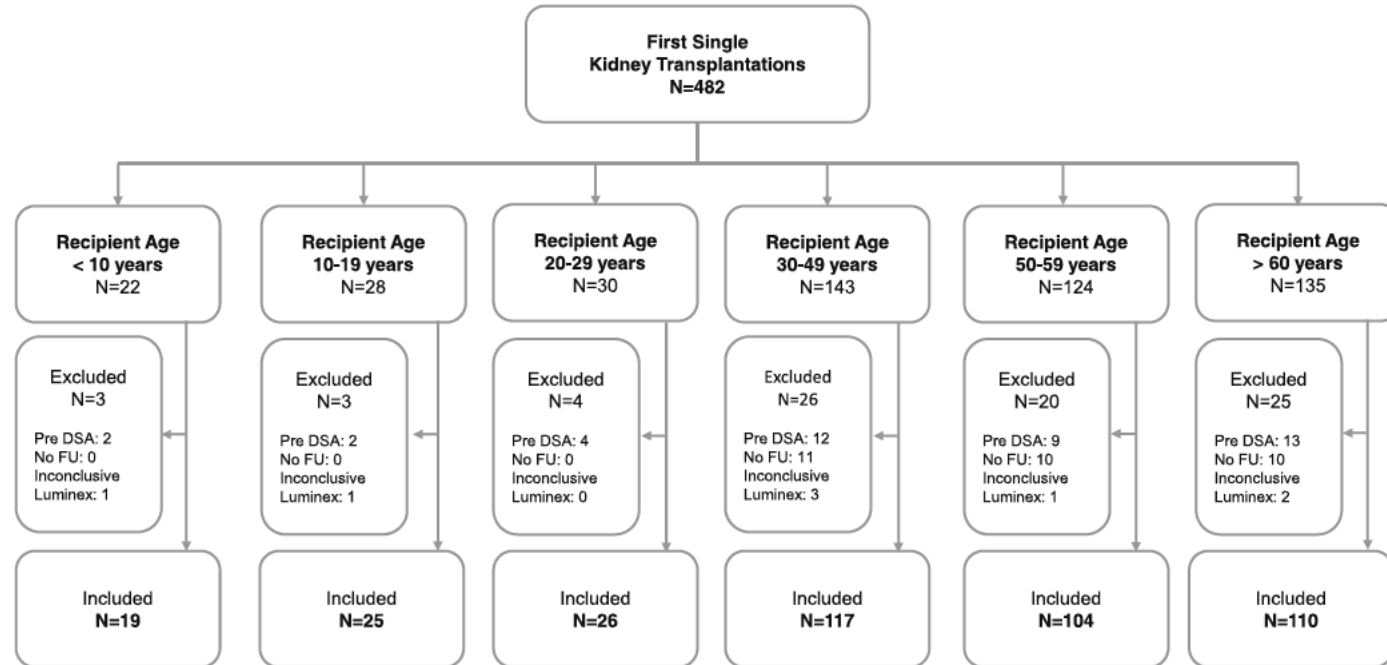 First Single
Kidney Transplantations
N=482
Recipient Age
< 10 years
N=22
Recipient Age
10-19 years
N=28
Recipient Age
20-29 years
N=30
Recipient Age
30-49 years
N=143
Recipient Age
50-59 years
N=124
Recipient Age
> 60 years
N=135
Excluded
N=3
Pre DSA: 2
No FU: 0
Inconclusive
Luminex: 1
Excluded
N=3
Pre DSA: 2
No FU: 0
Inconclusive
Luminex: 1
Excluded
N=4
Pre DSA: 4
No FU: 0
Inconclusive
Luminex: 0
Excluded
N=26
Pre DSA: 12
No FU: 11
Inconclusive
Luminex: 3
Excluded
N=20
Pre DSA: 9
No FU: 10
Inconclusive
Luminex: 1
Excluded
N=25
Pre DSA: 13
No FU: 10
Inconclusive
Luminex: 2
Included
N=19
Included
N=25
Included
N=26
Included
N=117
Included
N=104
Included
N=110